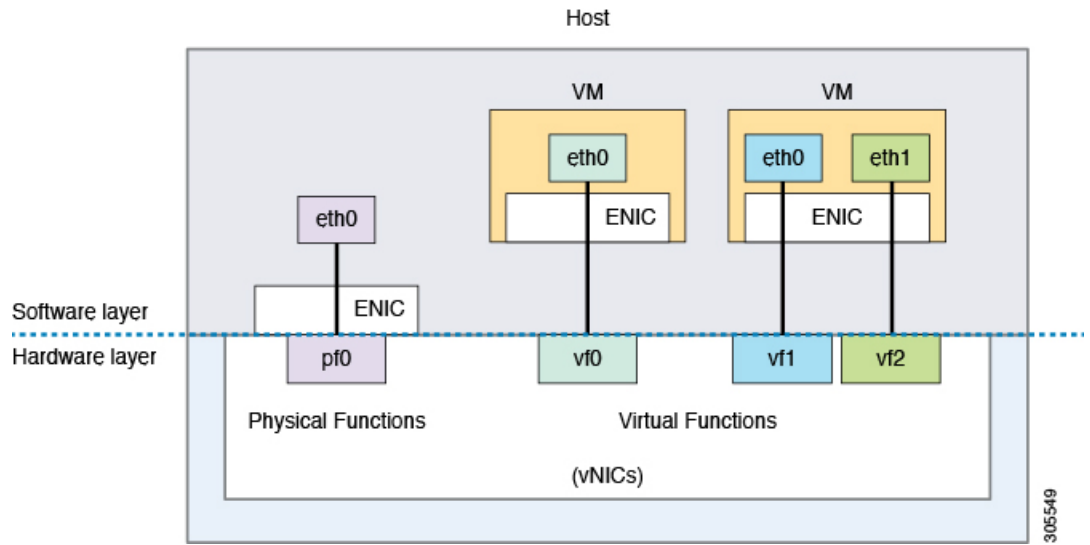 Host
VM
VM
eth0
eth0
eth1
eth0
ENIC
ENIC
ENIC
Software layer
Hardware layer
pf0
vf0
vf1
vf2
Physical Functions
Virtual Functions
(vNICs)
305549